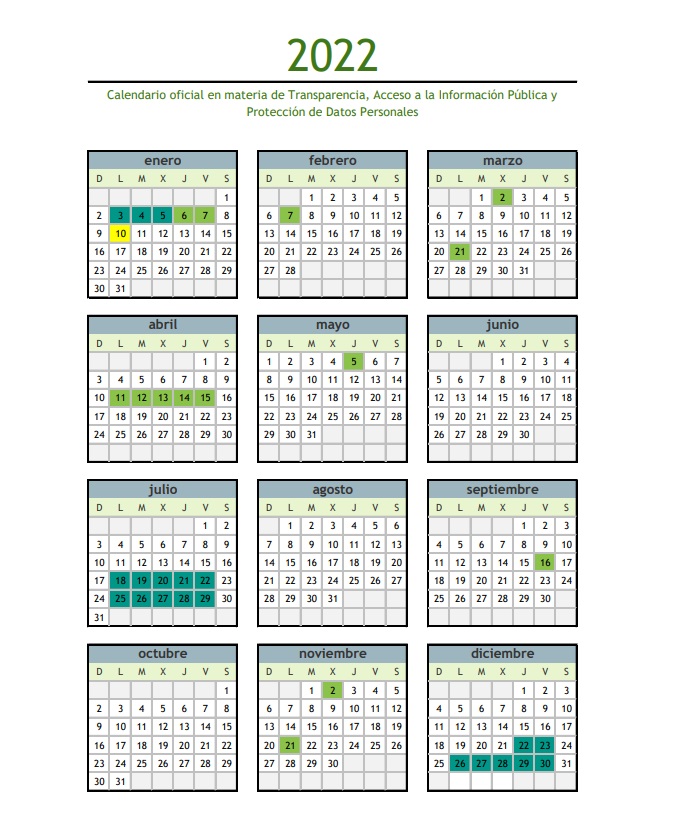 2022
Calendario oficial en materia de Transparencia, Acceso a la Información Pública y
Protección de Datos Personales
enero
D L M X J V S
1
2 3 4 5 6 7 8
9 10 11 12 13 14 15
16 17 18 19 20 21 22
23 24 25 26 27 28 29
30 31
febrero
D L M X J V S
1 2 3 4 5
6 7 8 9 10 11 12
13 14 15 16 17 18 19
20 21 22 23 24 25 26
27 28
marzo
D L M X J V S
1 2 3 4 5
6 7 8 9 10 11 12
13 14 15 16 17 18 19
20 21 22 23 24 25 26
27 28 29 30 31
abril
D L M X J V S
1 2
3 4 5 6 7 8 9
10 11 12 13 14 15 16
17 18 19 20 21 22 23
24 25 26 27 28 29 30
mayo
D L M X J V S
1 2 3 4 5 6 7
8 9 10 11 12 13 14
15 16 17 18 19 20 21
22 23 24 25 26 27 28
29 30 31
junio
D L M X J V S
1 2 3 4
5 6 7 8 9 10 11
12 13 14 15 16 17 18
19 20 21 22 23 24 25
26 27 28 29 30
julio
D L M X J V S
1 2
3 4 5 6 7 8 9
10 11 12 13 14 15 16
17 18 19 20 21 22 23
24 25 26 27 28 29 30
31
agosto
D L M X J V S
1 2 3 4 5 6
7 8 9 10 11 12 13
14 15 16 17 18 19 20
21 22 23 24 25 26 27
28 29 30 31
septiembre
D L M X J V S
1 2 3
4 5 6 7 8 9 10
11 12 13 14 15 16 17
18 19 20 21 22 23 24
25 26 27 28 29 30
octubre
D L M X J V S
1
2 3 4 5 6 7 8
9 10 11 12 13 14 15
16 17 18 19 20 21 22
23 24 25 26 27 28 29
30 31
noviembre
D L M X J V S
1 2 3 4 5
6 7 8 9 10 11 12
13 14 15 16 17 18 19
20 21 22 23 24 25 26
27 28 29 30
diciembre
D L M X J V S
1 2 3
4 5 6 7 8 9 10
11 12 13 14 15 16 17
18 19 20 21 22 23 24
25 26 27 28 29 30 31